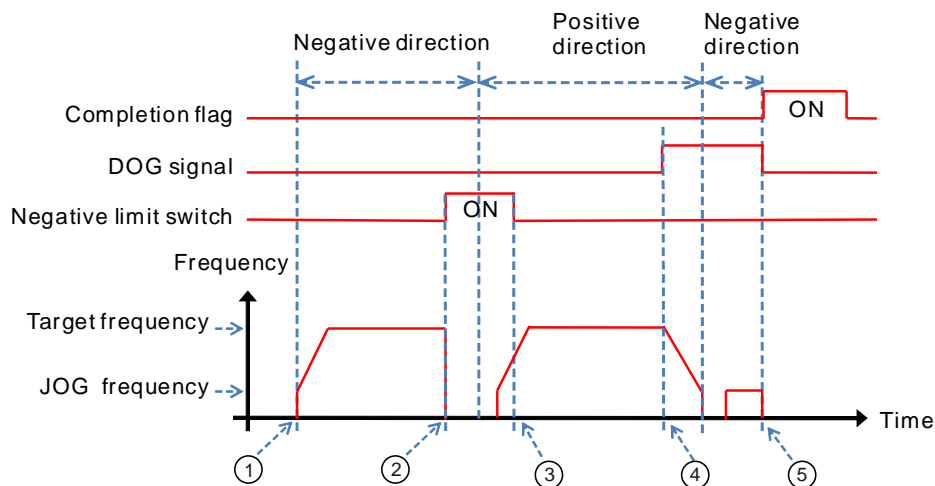 Negative direction
Positive
direction
Negative
direction
Completion flag
ON
DOG signal
Negative limit switch
ON
Frequency
Target frequency
JOG frequency
Time
1
2
3
4
5